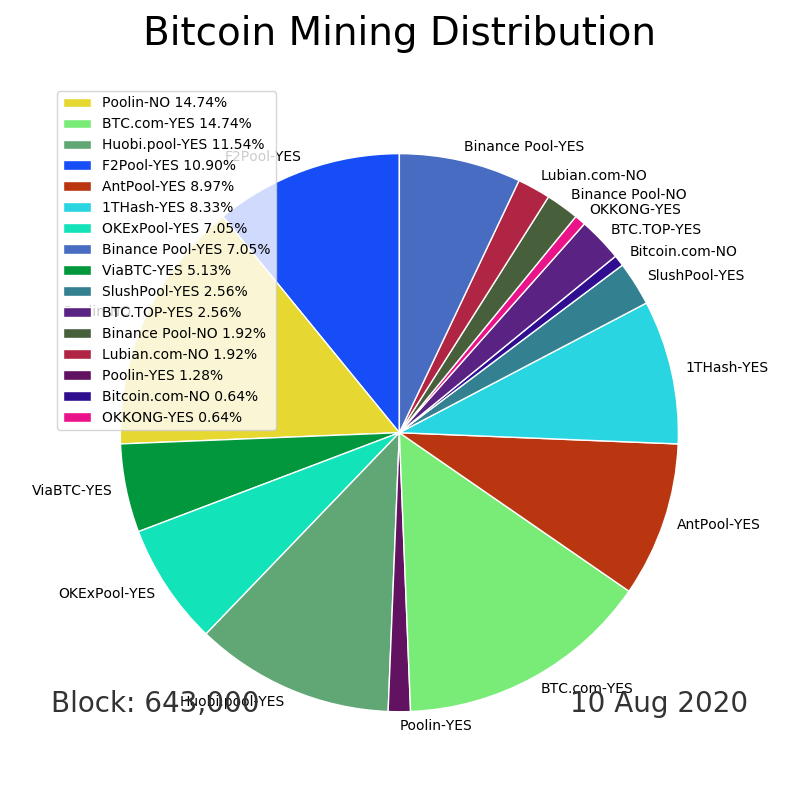 Bitcoin Mining Distribution
Poolin-NO 14.74%
BTC.com-YES 14.74%
Huobi.pool-YES 11.54%
F2Pool-YES 10.90%
AntPool-YES 8.97%
1THash-YES 8.33%
OKExPool-YES 7.05%
Binance Pool-YES 7.05%
ViaBTC-YES 5.13%
SlushPool-YES 2.56%
BTC.TOP-YES 2.56%
Binance Pool-NO 1.92%
Lubian.com-NO 1.92%
Poolin-YES 1.28%
Bitcoin.com-NO 0.64%
OKKONG-YES 0.64%
F2Pool-YES
Binance Pool-YES
Lubian.com-NO
Binance Pool-NO
OKKONG-YES
BTC.TOP-YES
Bitcoin.com-NO
SlushPool-YES
1THash-YES
ViaBTC-YES
AntPool-YES
OKExPool-YES
BTC.com-YES
Huobi.pool-YES
Poolin-YES
Block: 643,000
10 Aug 2020